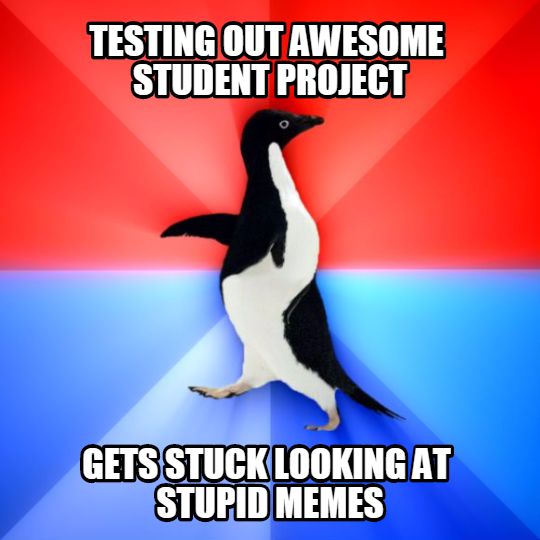 TESTING OUT AWESOME
STUDENT PROJECT
GETS STUCK LOOKING AT
STUPID MEMES